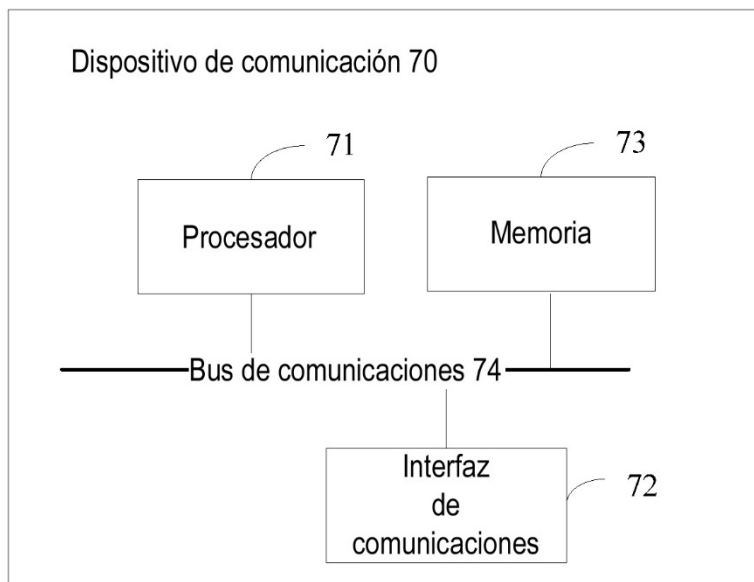 Dispositivo de comunicación 70
71
73
Procesador
Memoria
Bus de comunicaciones 74
Interfaz
de
comunicaciones
72